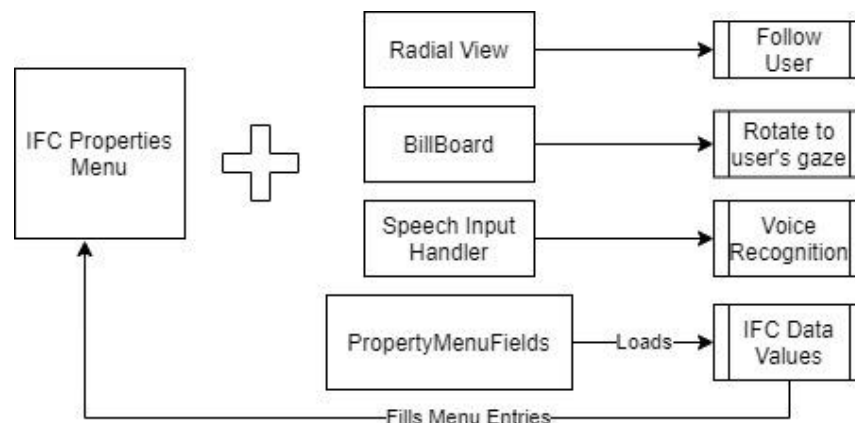 IFC Properties
Menu
Radial View
Follow
User
BillBoard
Rotate to
user's gaze
Speech Input
Handler
Voice
Recognition
PropertyMenuFields
Loads
IFC Data
Values
Fills Menu Entries